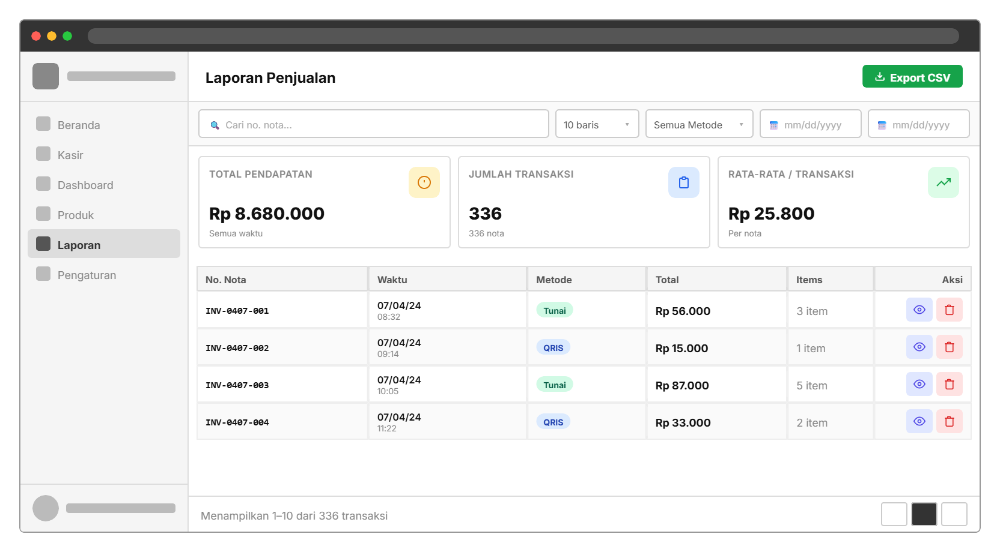 Laporan Penjualan
Export CSV
Beranda
Kasir
Dashboard
Produk
Laporan
Pengaturan
Cari no. nota...
10 baris
Semua Metode
mm/dd/yyyy
mm/dd/yyyy
TOTAL PENDAPATAN
Rp 8.680.000
Semua waktu
JUMLAH TRANSAKSI
336
336 nota
RATA-RATA / TRANSAKSI
Rp 25.800
Per nota
No. Nota Waktu Metode Total Items Aksi
INV-0407-001 07/04/24 08:32 Tunai Rp 56.000 3 item
INV-0407-002 07/04/24 09:14 QRIS Rp 15.000 1 item
INV-0407-003 07/04/24 10:05 Tunai Rp 87.000 5 item
INV-0407-004 07/04/24 11:22 QRIS Rp 33.000 2 item
Menampilkan 1–10 dari 336 transaksi